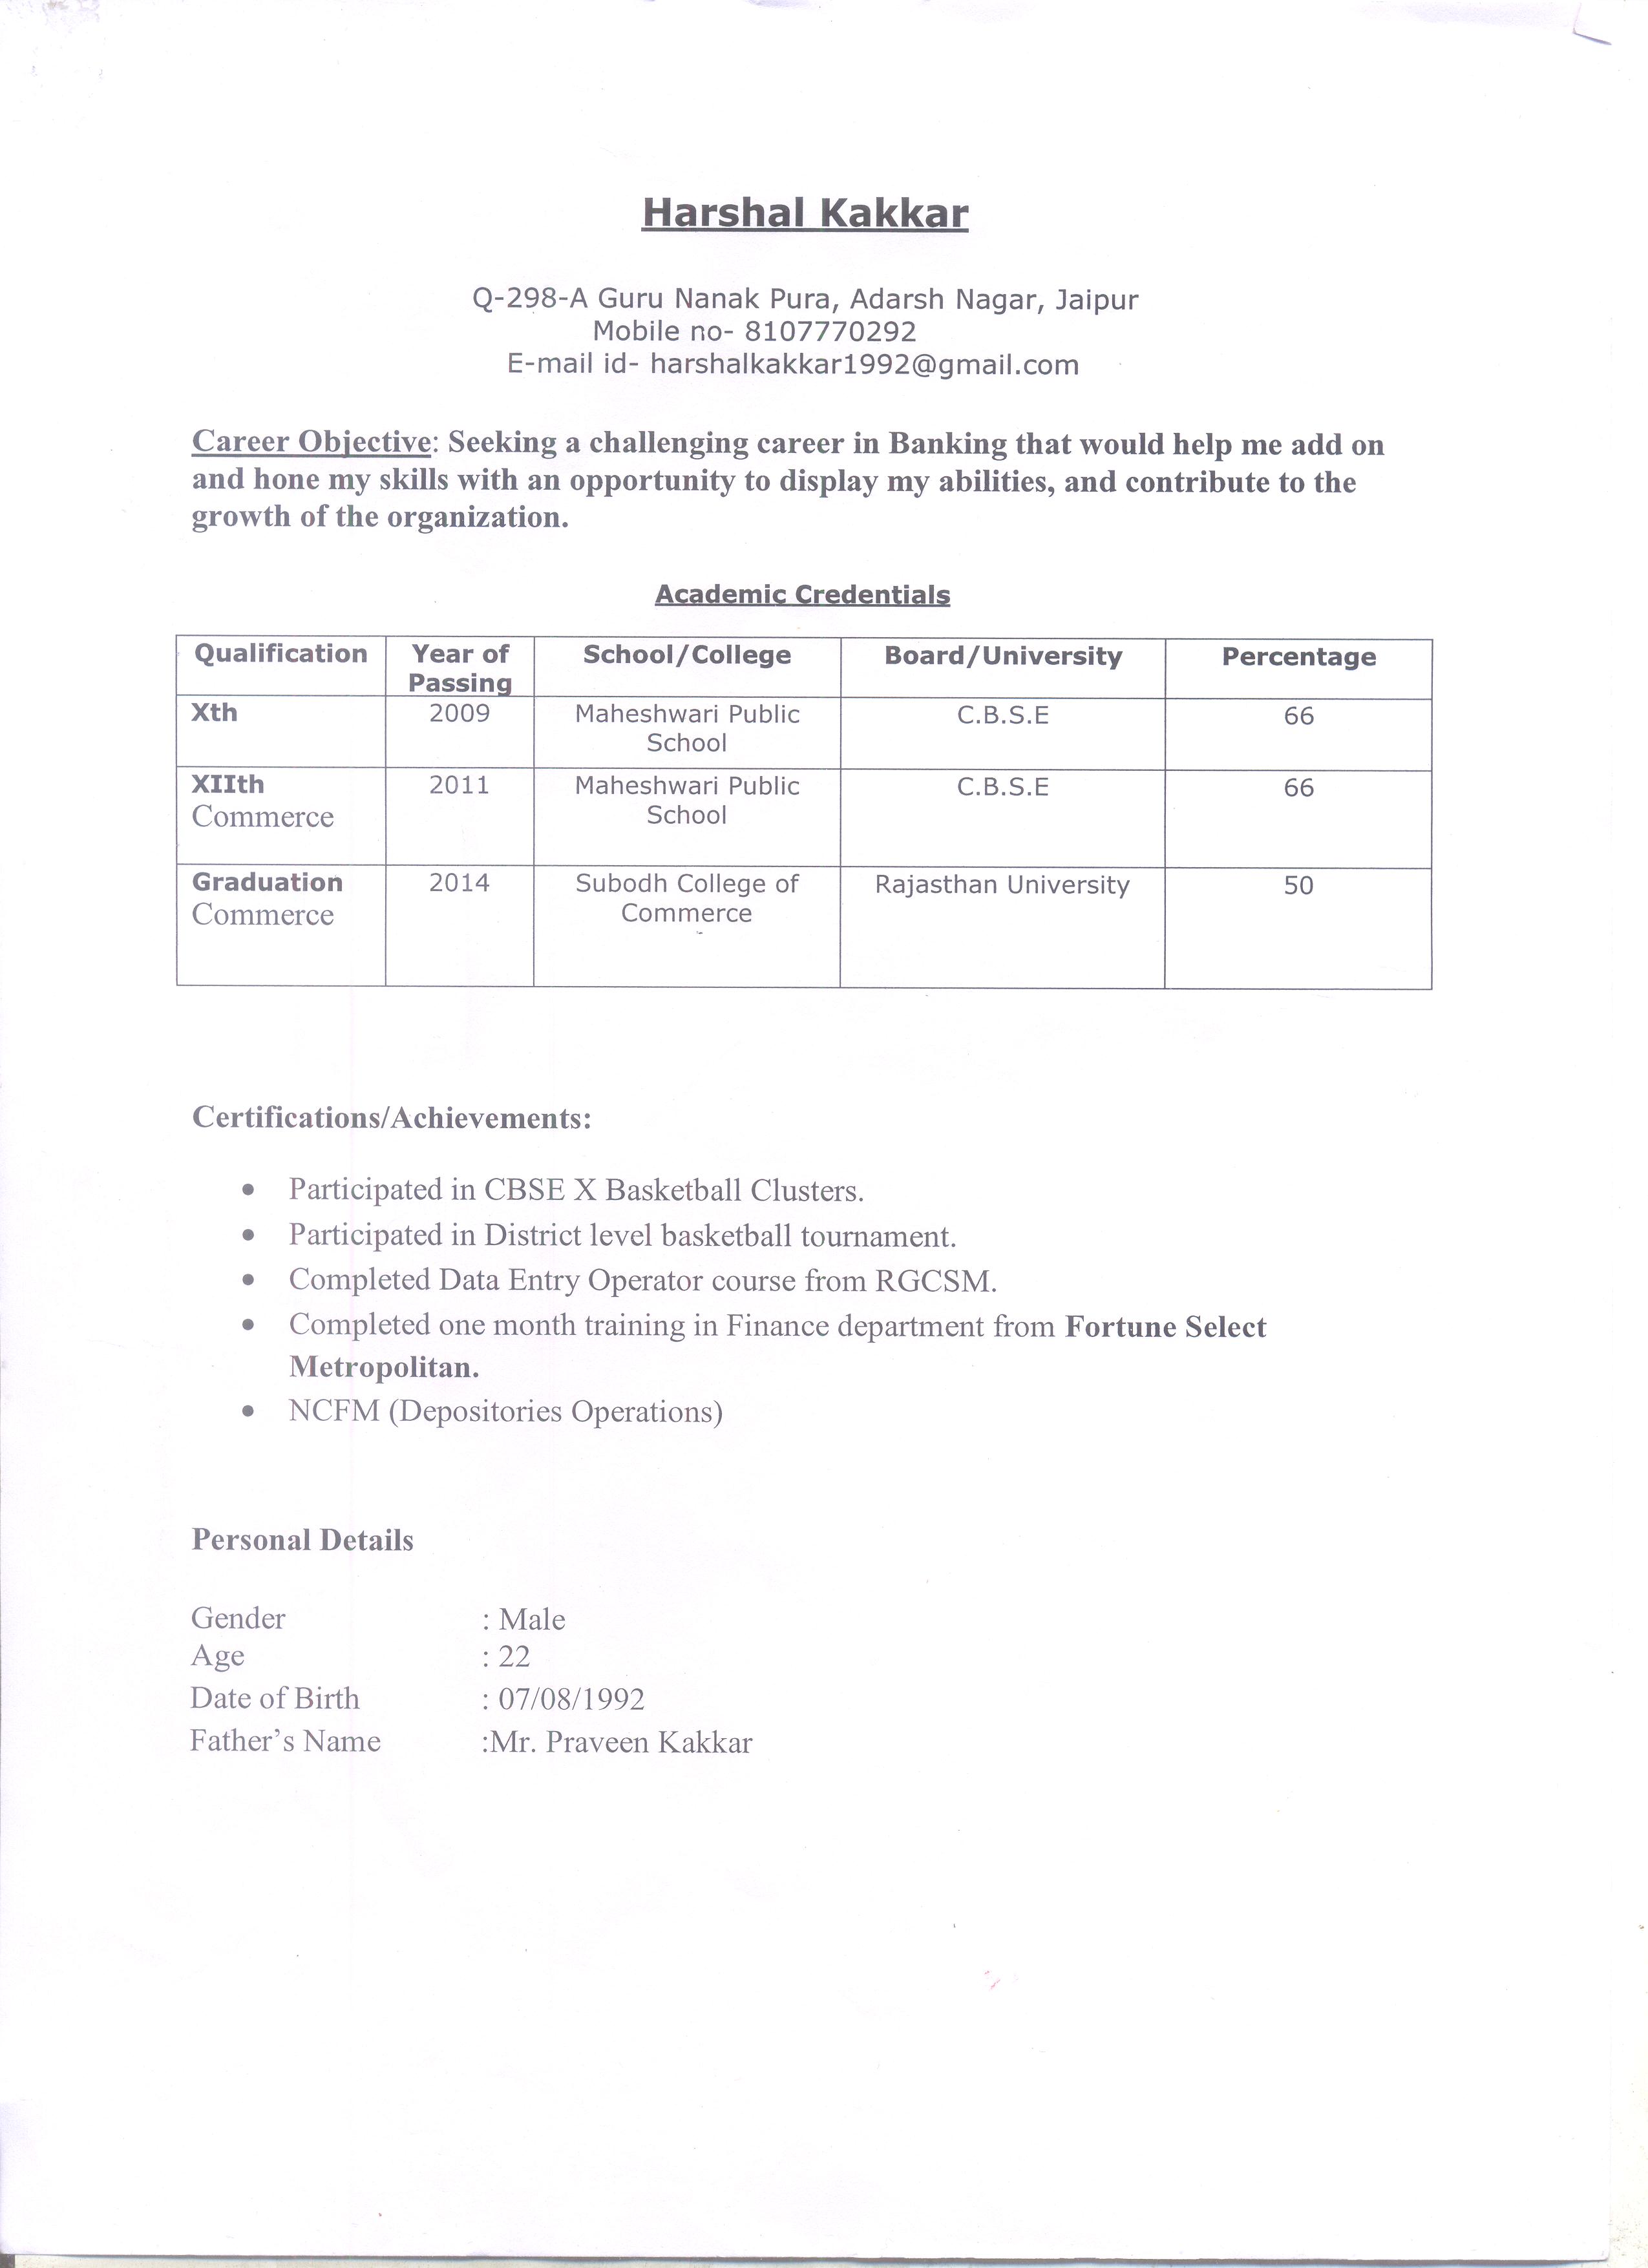 Harshal Kakkar
Q-298-A Guru Nanak Pura, Adarsh Nagar, Jaipur
Mobile no- 8107770292
E-mail id- harshalkakkar1992@gmail.com
Career Objective: Seeking a challenging career in Banking that would help me add on
and hone my skills with an opportunity to display my abilities, and contribute to the
growth of the organization.
Academic Credentials
Qualification Year of School/College Board/University Percentage
Passing
Xth 2009 Maheshwari Public C.B.S.E 66
School
XIIth 2011 Maheshwari Public C.B.S.E 66
Commerce School
Graduation 2014 Subodh College of Rajasthan University 50
Commerce Commerce
Certifications/Achievements:
• Participated in CBSE X Basketball Clusters.
• Participated in District level basketball tournament.
• Completed Data Entry Operator course from RGCSM.
• Completed one month training in Finance department from Fortune Select
Metropolitan.
• NCFM (Depositories Operations)
Personal Details
Gender : Male
Age : 22
Date of Birth : 07/08/1992
Father's Name :Mr. Praveen Kakkar